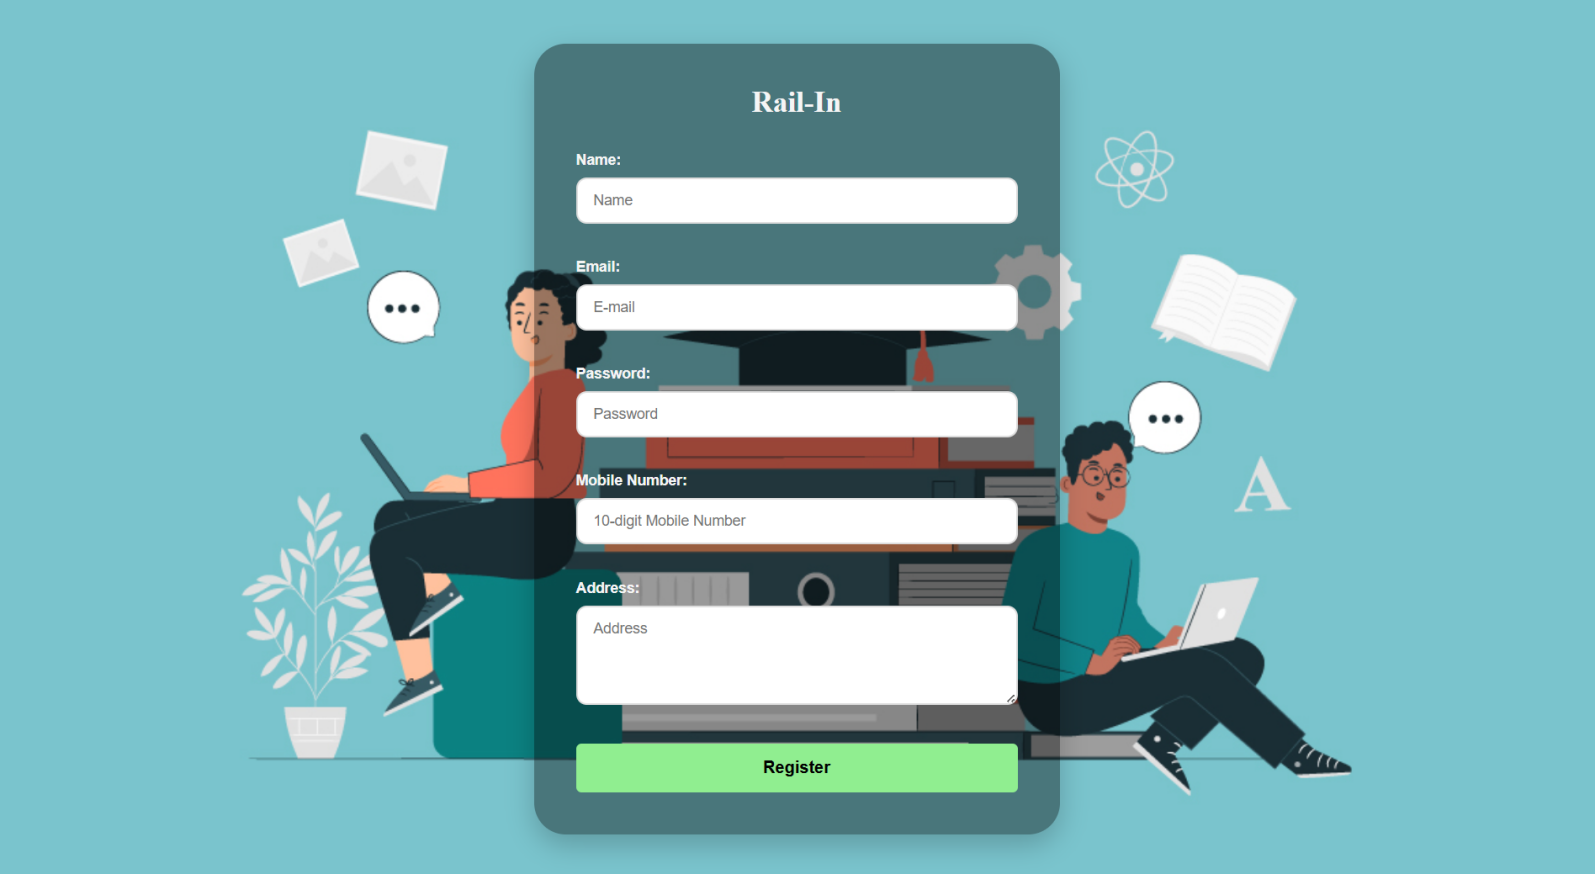 Rail-In
Name:
Name
Email:
E-mail
Password:
Password
Mobile Number:
10-digit Mobile Number
A
Address:
Address
Register